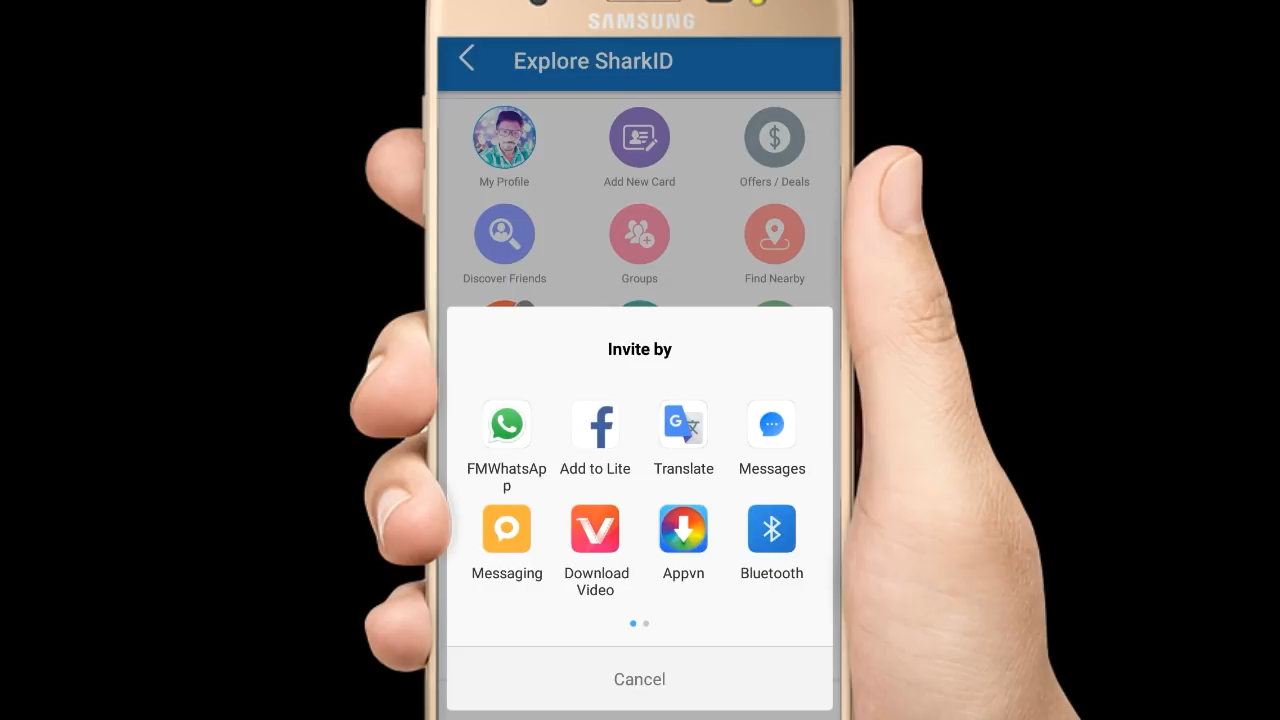 SAMSUNG
Explore SharkID
My Profile
Add New Card
Offers / Deals
Discover Friends
Groups
Find Nearby
Invite by
FMWhatsAp
p
Add to Lite
Translate
Messages
Messaging
Download
Video
Appvn
Bluetooth
Cancel